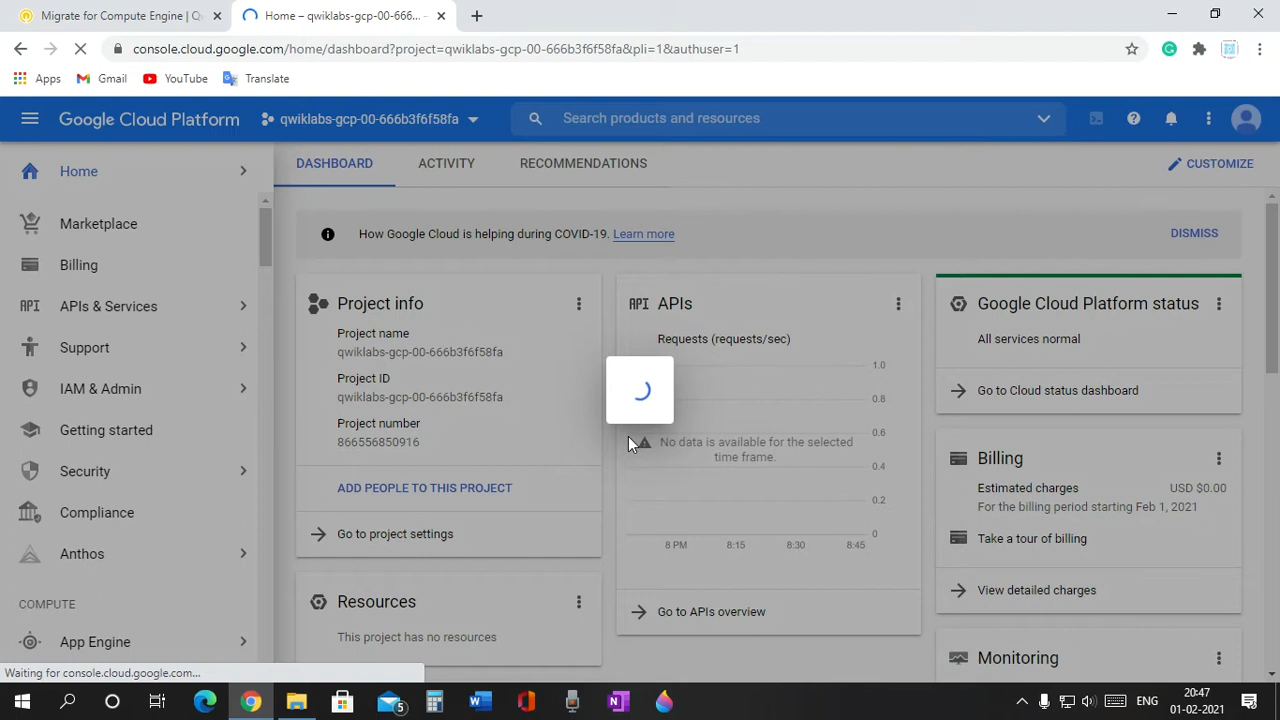 Migrate for Compute Engine | Q
Home – qwiklabs-gcp-00-666...
console.cloud.google.com/home/dashboard?project=qwiklabs-gcp-00-666b3f6f58fa&pli=1&authuser=1
Apps
Gmail
YouTube
Translate
Google Cloud Platform
qwiklabs-gcp-00-666b3f6f58fa
Search products and resources
Home
DASHBOARD
ACTIVITY
RECOMMENDATIONS
CUSTOMIZE
Marketplace
Billing
API
APIs & Services
Support
IAM & Admin
Getting started
Security
Compliance
Anthos
COMPUTE
App Engine
How Google Cloud is helping during COVID-19. Learn more
DISMISS
Project info
Project name
qwiklabs-gcp-00-666b3f6f58fa
Project ID
qwiklabs-gcp-00-666b3f6f58fa
Project number
866556850916
ADD PEOPLE TO THIS PROJECT
Go to project settings
Resources
This project has no resources
API
APIs
Requests (requests/sec)
1.0
0.8
0.6
No data is available for the selected
time frame.
0.4
0.2
0
8 PM
8:15
8:30
8:45
Go to APIs overview
Google Cloud Platform status
All services normal
Go to Cloud status dashboard
Billing
Estimated charges
USD $0.00
For the billing period starting Feb 1, 2021
Take a tour of billing
View detailed charges
Monitoring
Waiting for console.cloud.google.com...
5
ENG
20:47
01-02-2021